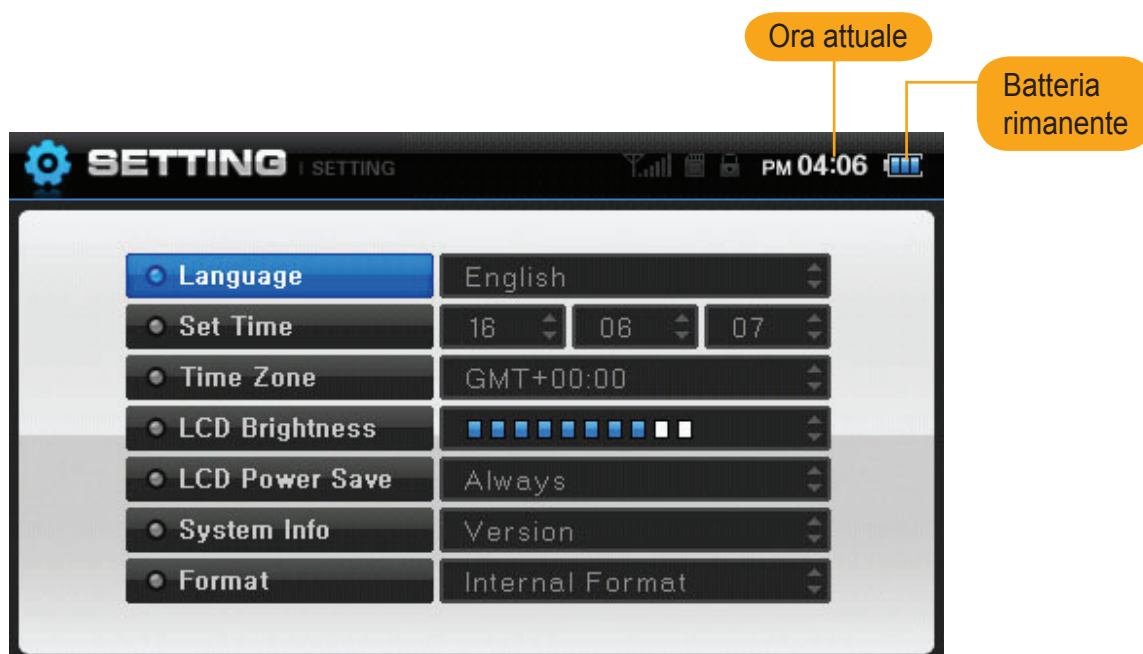 Ora attuale
Batteria
rimanente
SETTING | SETTING PM 04:06
Language English
Set Time 16 06 07
Time Zone GMT+00:00
LCD Brightness
LCD Power Save Always
System Info Version
Format Internal Format